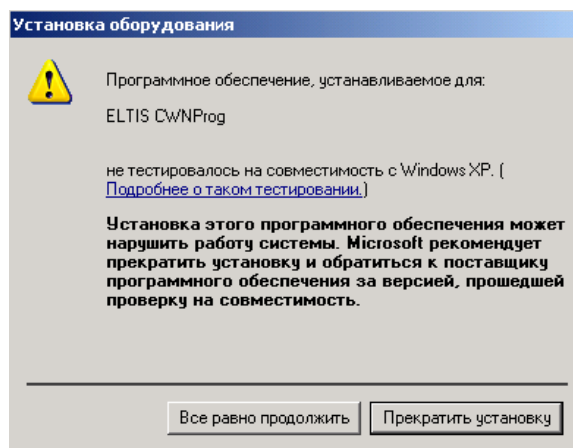 Установка оборудования
Программное обеспечение, устанавливаемое для:
ELTIS CWNProg
не тестировалось на совместимость с Windows XP. (
Подробнее о таком тестировании.)
Установка этого программного обеспечения может
нарушить работу системы. Microsoft рекомендует
прекратить установку и обратиться к поставщику
программного обеспечения за версией, прошедшей
проверку на совместимость.
Все равно продолжить
Прекратить установку